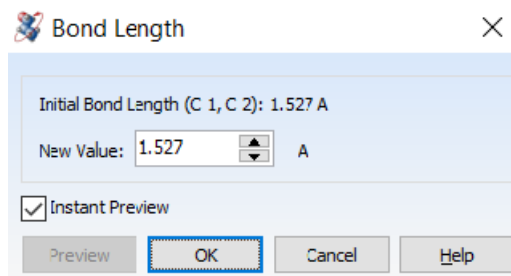 Bond Length
Initial Bond Length (C 1, C 2): 1.527 A
New Value: 1.527 A
Instant Preview
Preview OK Cancel Help